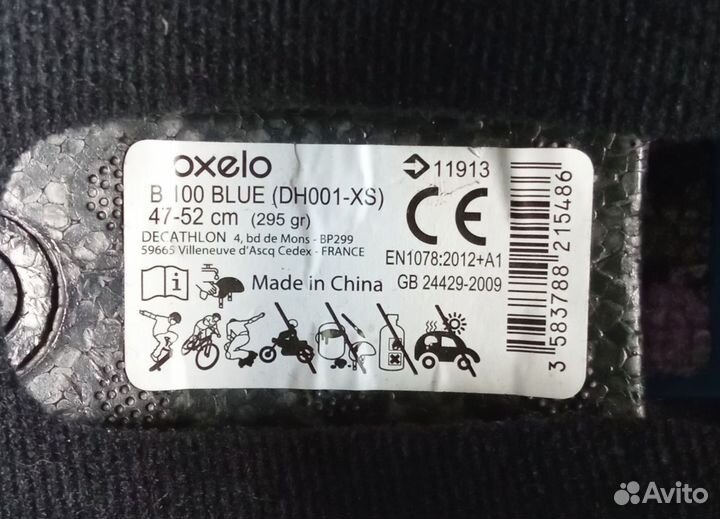 oxelo
11913
B 100 BLUE (DH001-XS)
47-52 cm (295 gr)
CE
DECATHLON 4, bd de Mons - BP299
59665 Villeneuve d'Ascq Cedex - FRANCE
EN1078:2012+A1
i
Made in China
GB 24429-2009
3 583788 215486
Avito